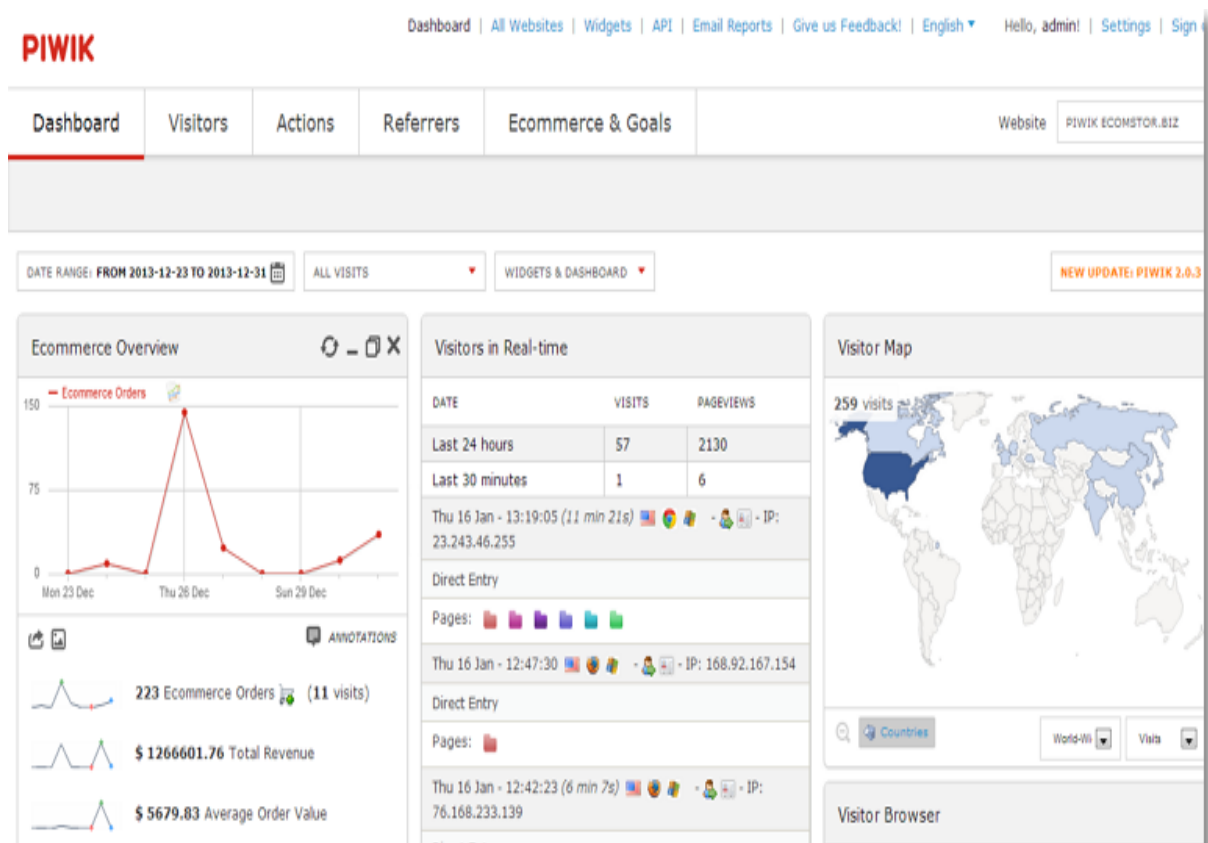 Dashboard | All Websites | Widgets | API | Email Reports | Give us Feedback! | English Hello, admin! | Settings | Sign
PIWIK
Dashboard Visitors Actions Referrers Ecommerce & Goals Website PIWIK ECOMSTOR.BIZ
DATE RANGE: FROM 2013-12-23 TO 2013-12-31 ALL VISITS WIDGETS & DASHBOARD NEW UPDATE: PIWIK 2.0.3
Ecommerce Overview
Ecommerce Orders
150
75
0
Mon 23 Dec Thu 26 Dec Sun 29 Dec
ANNOTATIONS
223 Ecommerce Orders (11 visits)
$ 1266601.76 Total Revenue
$ 5679.83 Average Order Value
Visitors in Real-time
DATE VISITS PAGEVIEWS
Last 24 hours 57 2130
Last 30 minutes 1 6
Thu 16 Jan - 13:19:05 (11 min 21s) - - IP:
23.243.46.255
Direct Entry
Pages:
Thu 16 Jan - 12:47:30 - - IP: 168.92.167.154
Direct Entry
Pages:
Thu 16 Jan - 12:42:23 (6 min 7s) - - IP:
76.168.233.139
Visitor Map
259 visits
Countries World-Wi Visits
Visitor Browser